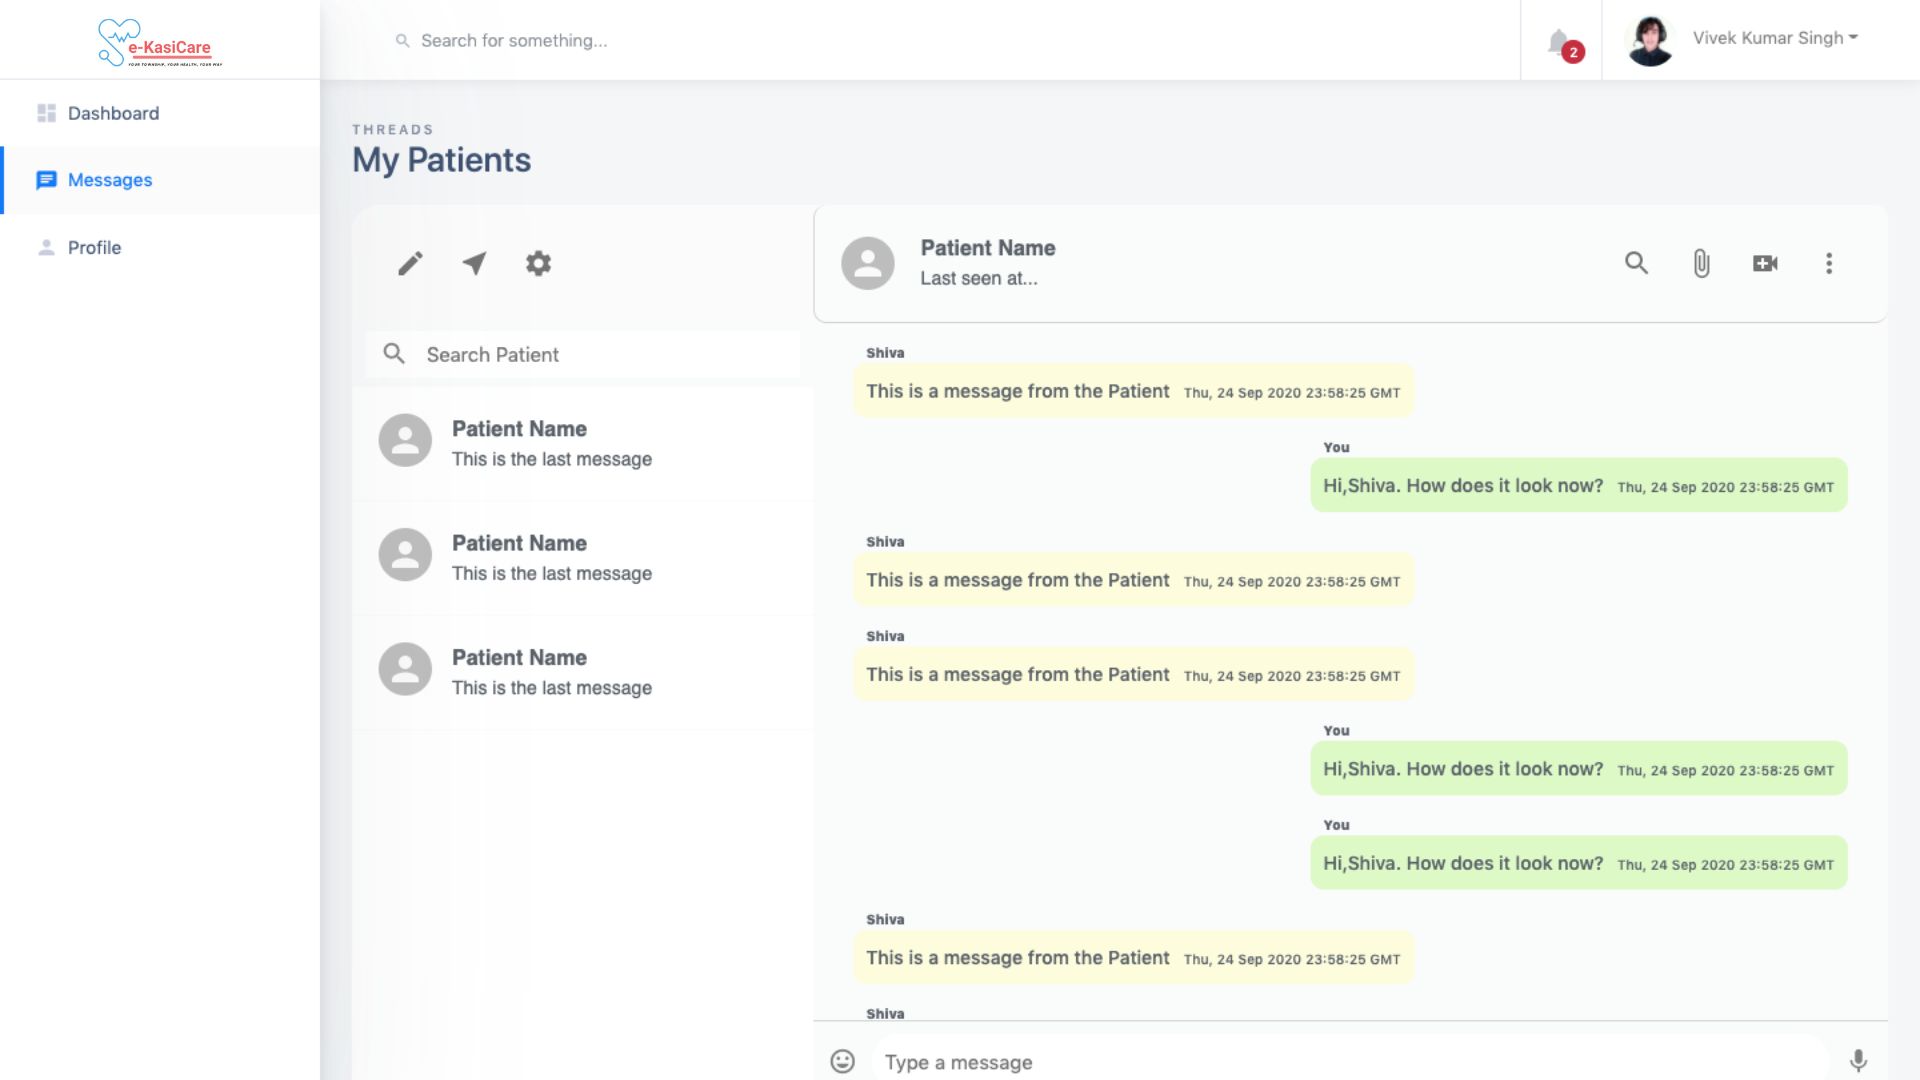 e-KasiCare
YOUR TOWNSHIP, YOUR HEALTH, YOUR WAY
Search for something...
2
Vivek Kumar Singh
Dashboard
Messages
Profile
THREADS
My Patients
Search Patient
Patient Name
This is the last message
Patient Name
This is the last message
Patient Name
This is the last message
Patient Name
Last seen at...
Shiva
This is a message from the Patient Thu, 24 Sep 2020 23:58:25 GMT
You
Hi,Shiva. How does it look now? Thu, 24 Sep 2020 23:58:25 GMT
Shiva
This is a message from the Patient Thu, 24 Sep 2020 23:58:25 GMT
Shiva
This is a message from the Patient Thu, 24 Sep 2020 23:58:25 GMT
You
Hi,Shiva. How does it look now? Thu, 24 Sep 2020 23:58:25 GMT
You
Hi,Shiva. How does it look now? Thu, 24 Sep 2020 23:58:25 GMT
Shiva
This is a message from the Patient Thu, 24 Sep 2020 23:58:25 GMT
Shiva
Type a message